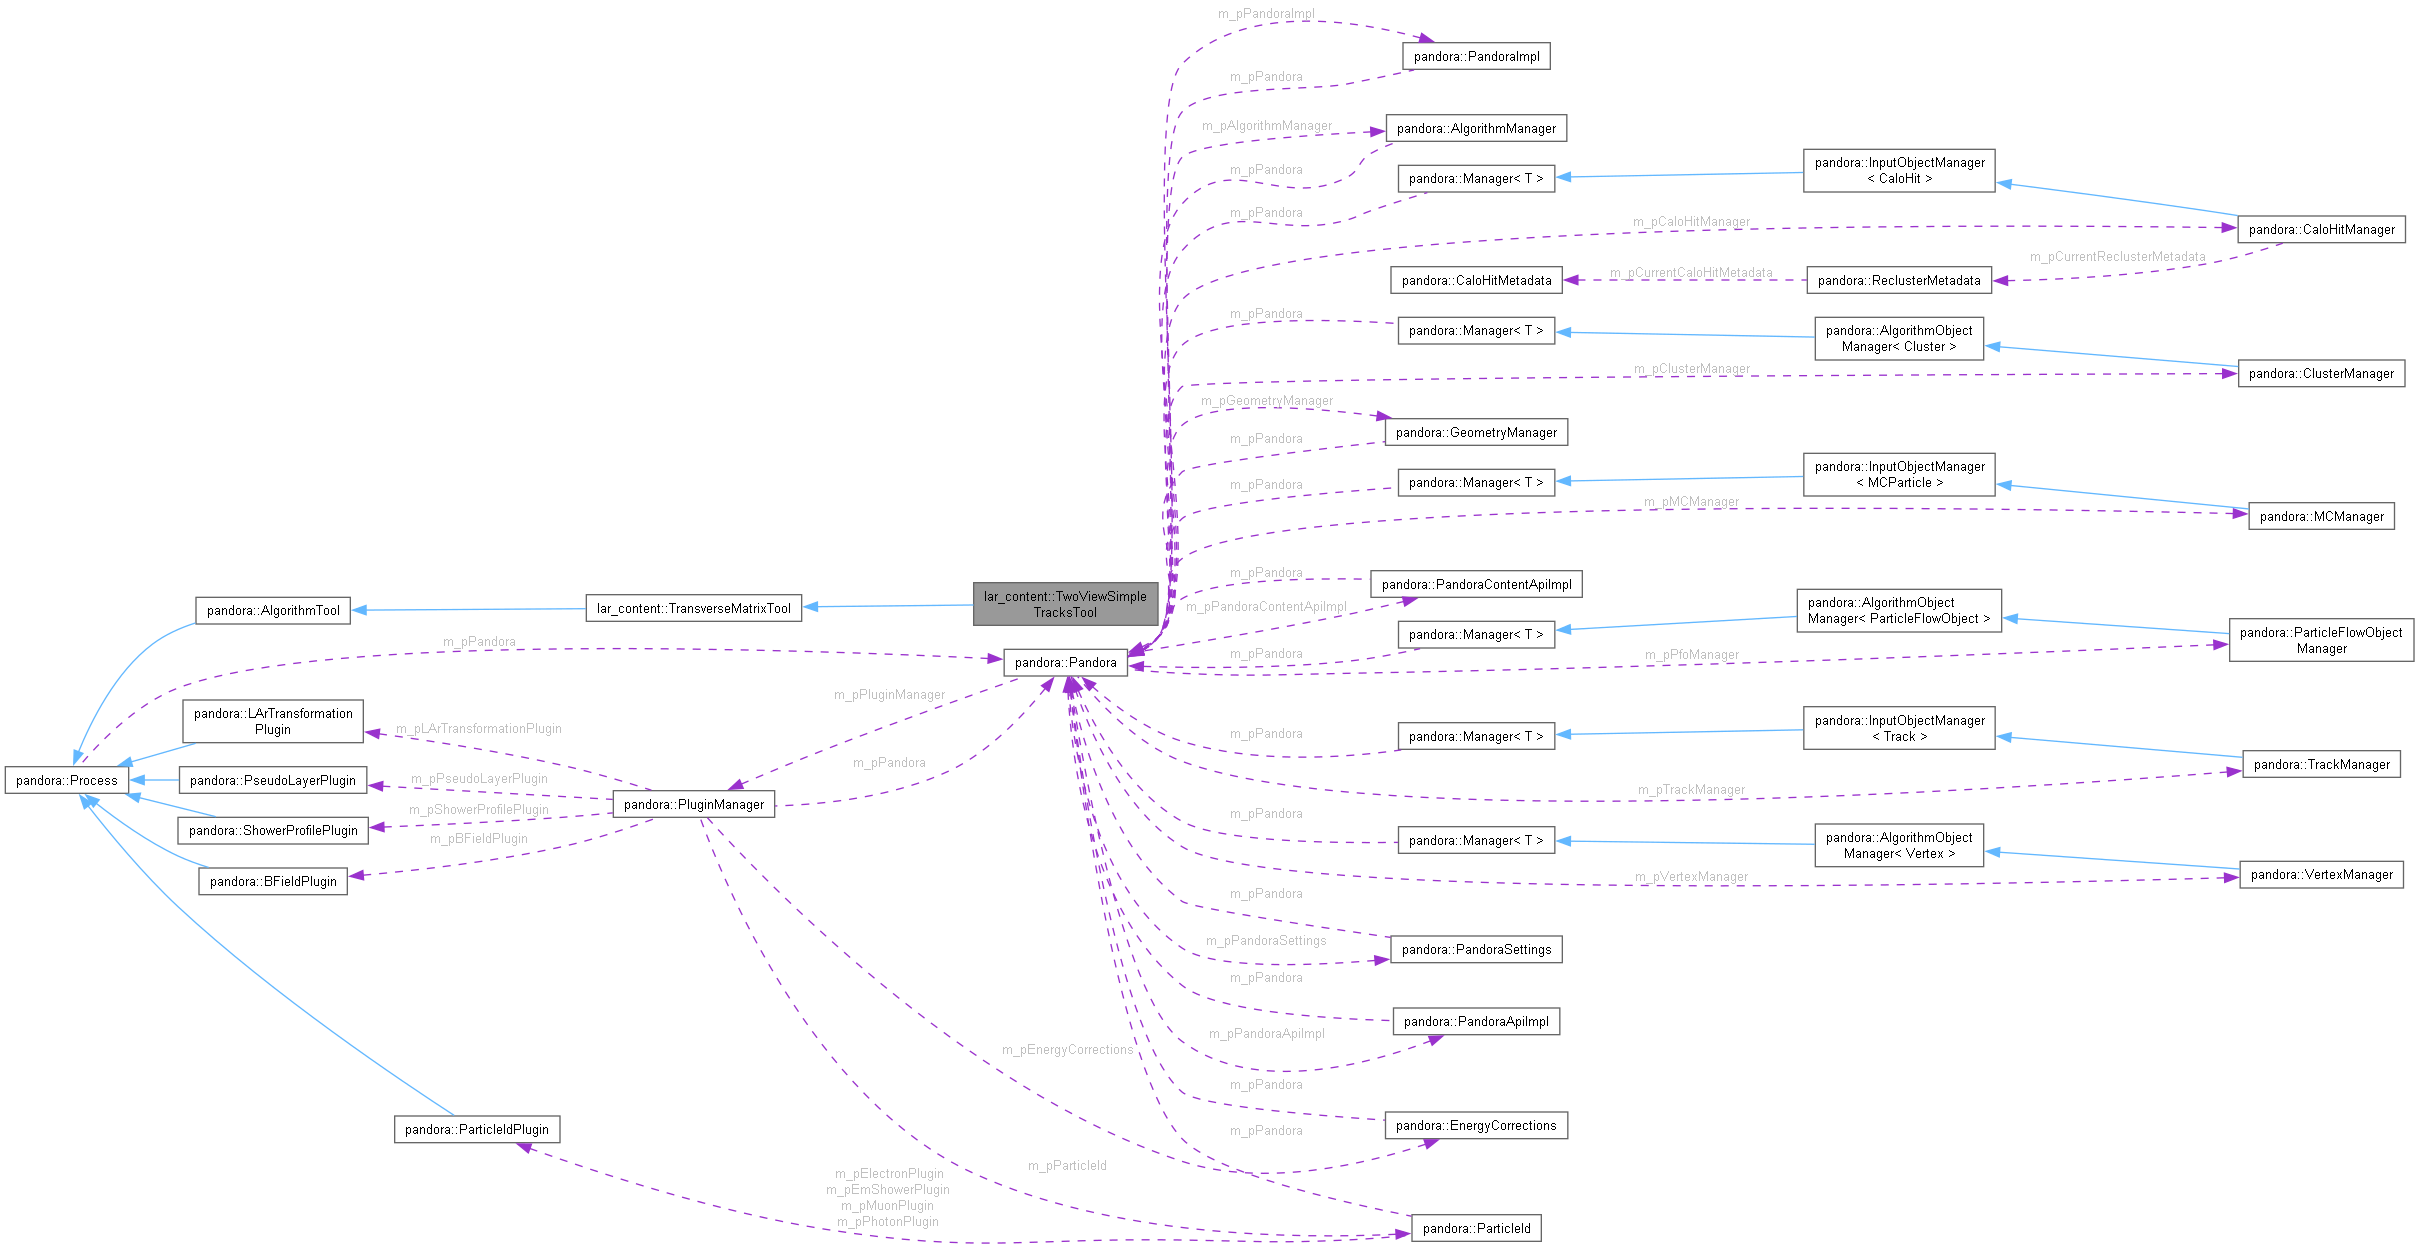 m_pPandoraImpl
pandora::PandoraImpl
m_pPandora
m_pAlgorithmManager
pandora::AlgorithmManager
m_pPandora
pandora::Manager< T >
pandora::InputObjectManager
< CaloHit >
m_pPandora
m_pCaloHitManager
pandora::CaloHitManager
m_pCurrentReclusterMetadata
pandora::CaloHitMetadata
m_pCurrentCaloHitMetadata
pandora::ReclusterMetadata
m_pPandora
pandora::Manager< T >
pandora::AlgorithmObject
Manager< Cluster >
m_pClusterManager
pandora::ClusterManager
m_pGeometryManager
pandora::GeometryManager
m_pPandora
pandora::InputObjectManager
< MCParticle >
m_pPandora
pandora::Manager< T >
m_pMCManager
pandora::MCManager
m_pPandora
pandora::PandoraContentApiImpl
m_pPandoraContentApiImpl
lar_content::TwoViewSimple
TracksTool
lar_content::TransverseMatrixTool
pandora::AlgorithmTool
pandora::AlgorithmObject
Manager< ParticleFlowObject >
pandora::Manager< T >
pandora::ParticleFlowObject
Manager
m_pPandora
m_pPandora
m_pPfoManager
pandora::Pandora
m_pPluginManager
pandora::LArTransformation
Plugin
m_pLArTransformationPlugin
m_pPandora
pandora::Manager< T >
pandora::InputObjectManager
< Track >
pandora::TrackManager
m_pTrackManager
m_pPandora
pandora::Process
pandora::PseudoLayerPlugin
m_pPseudoLayerPlugin
pandora::PluginManager
m_pShowerProfilePlugin
pandora::ShowerProfilePlugin
m_pBFieldPlugin
pandora::BFieldPlugin
m_pPandora
pandora::Manager< T >
pandora::AlgorithmObject
Manager< Vertex >
m_pVertexManager
pandora::VertexManager
m_pPandora
m_pPandoraSettings
pandora::PandoraSettings
m_pPandora
pandora::PandoraApiImpl
m_pPandoraApiImpl
m_pEnergyCorrections
m_pPandora
pandora::EnergyCorrections
m_pPandora
pandora::ParticleIdPlugin
m_pParticleId
m_pElectronPlugin
m_pEmShowerPlugin
m_pMuonPlugin
m_pPhotonPlugin
pandora::ParticleId